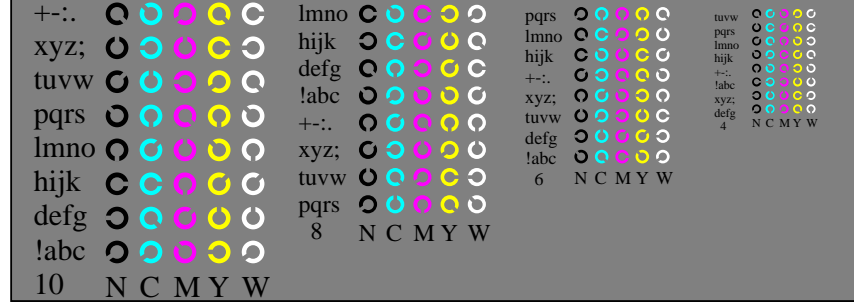 +-:.
xyz;
tuvw
pqrs
lmno
hijk
defg
!abc
10 N C M Y W
lmno
hijk
defg
!abc
+-:.
xyz;
tuvw
pqrs
8 N C M Y W
pqrs
lmno
hijk
+-:.
xyz;
tuvw
defg
!abc
6 N C M Y W
tuvw
pqrs
lmno
hijk
+-:.
!abc
xyz;
defg
4 N C M Y W